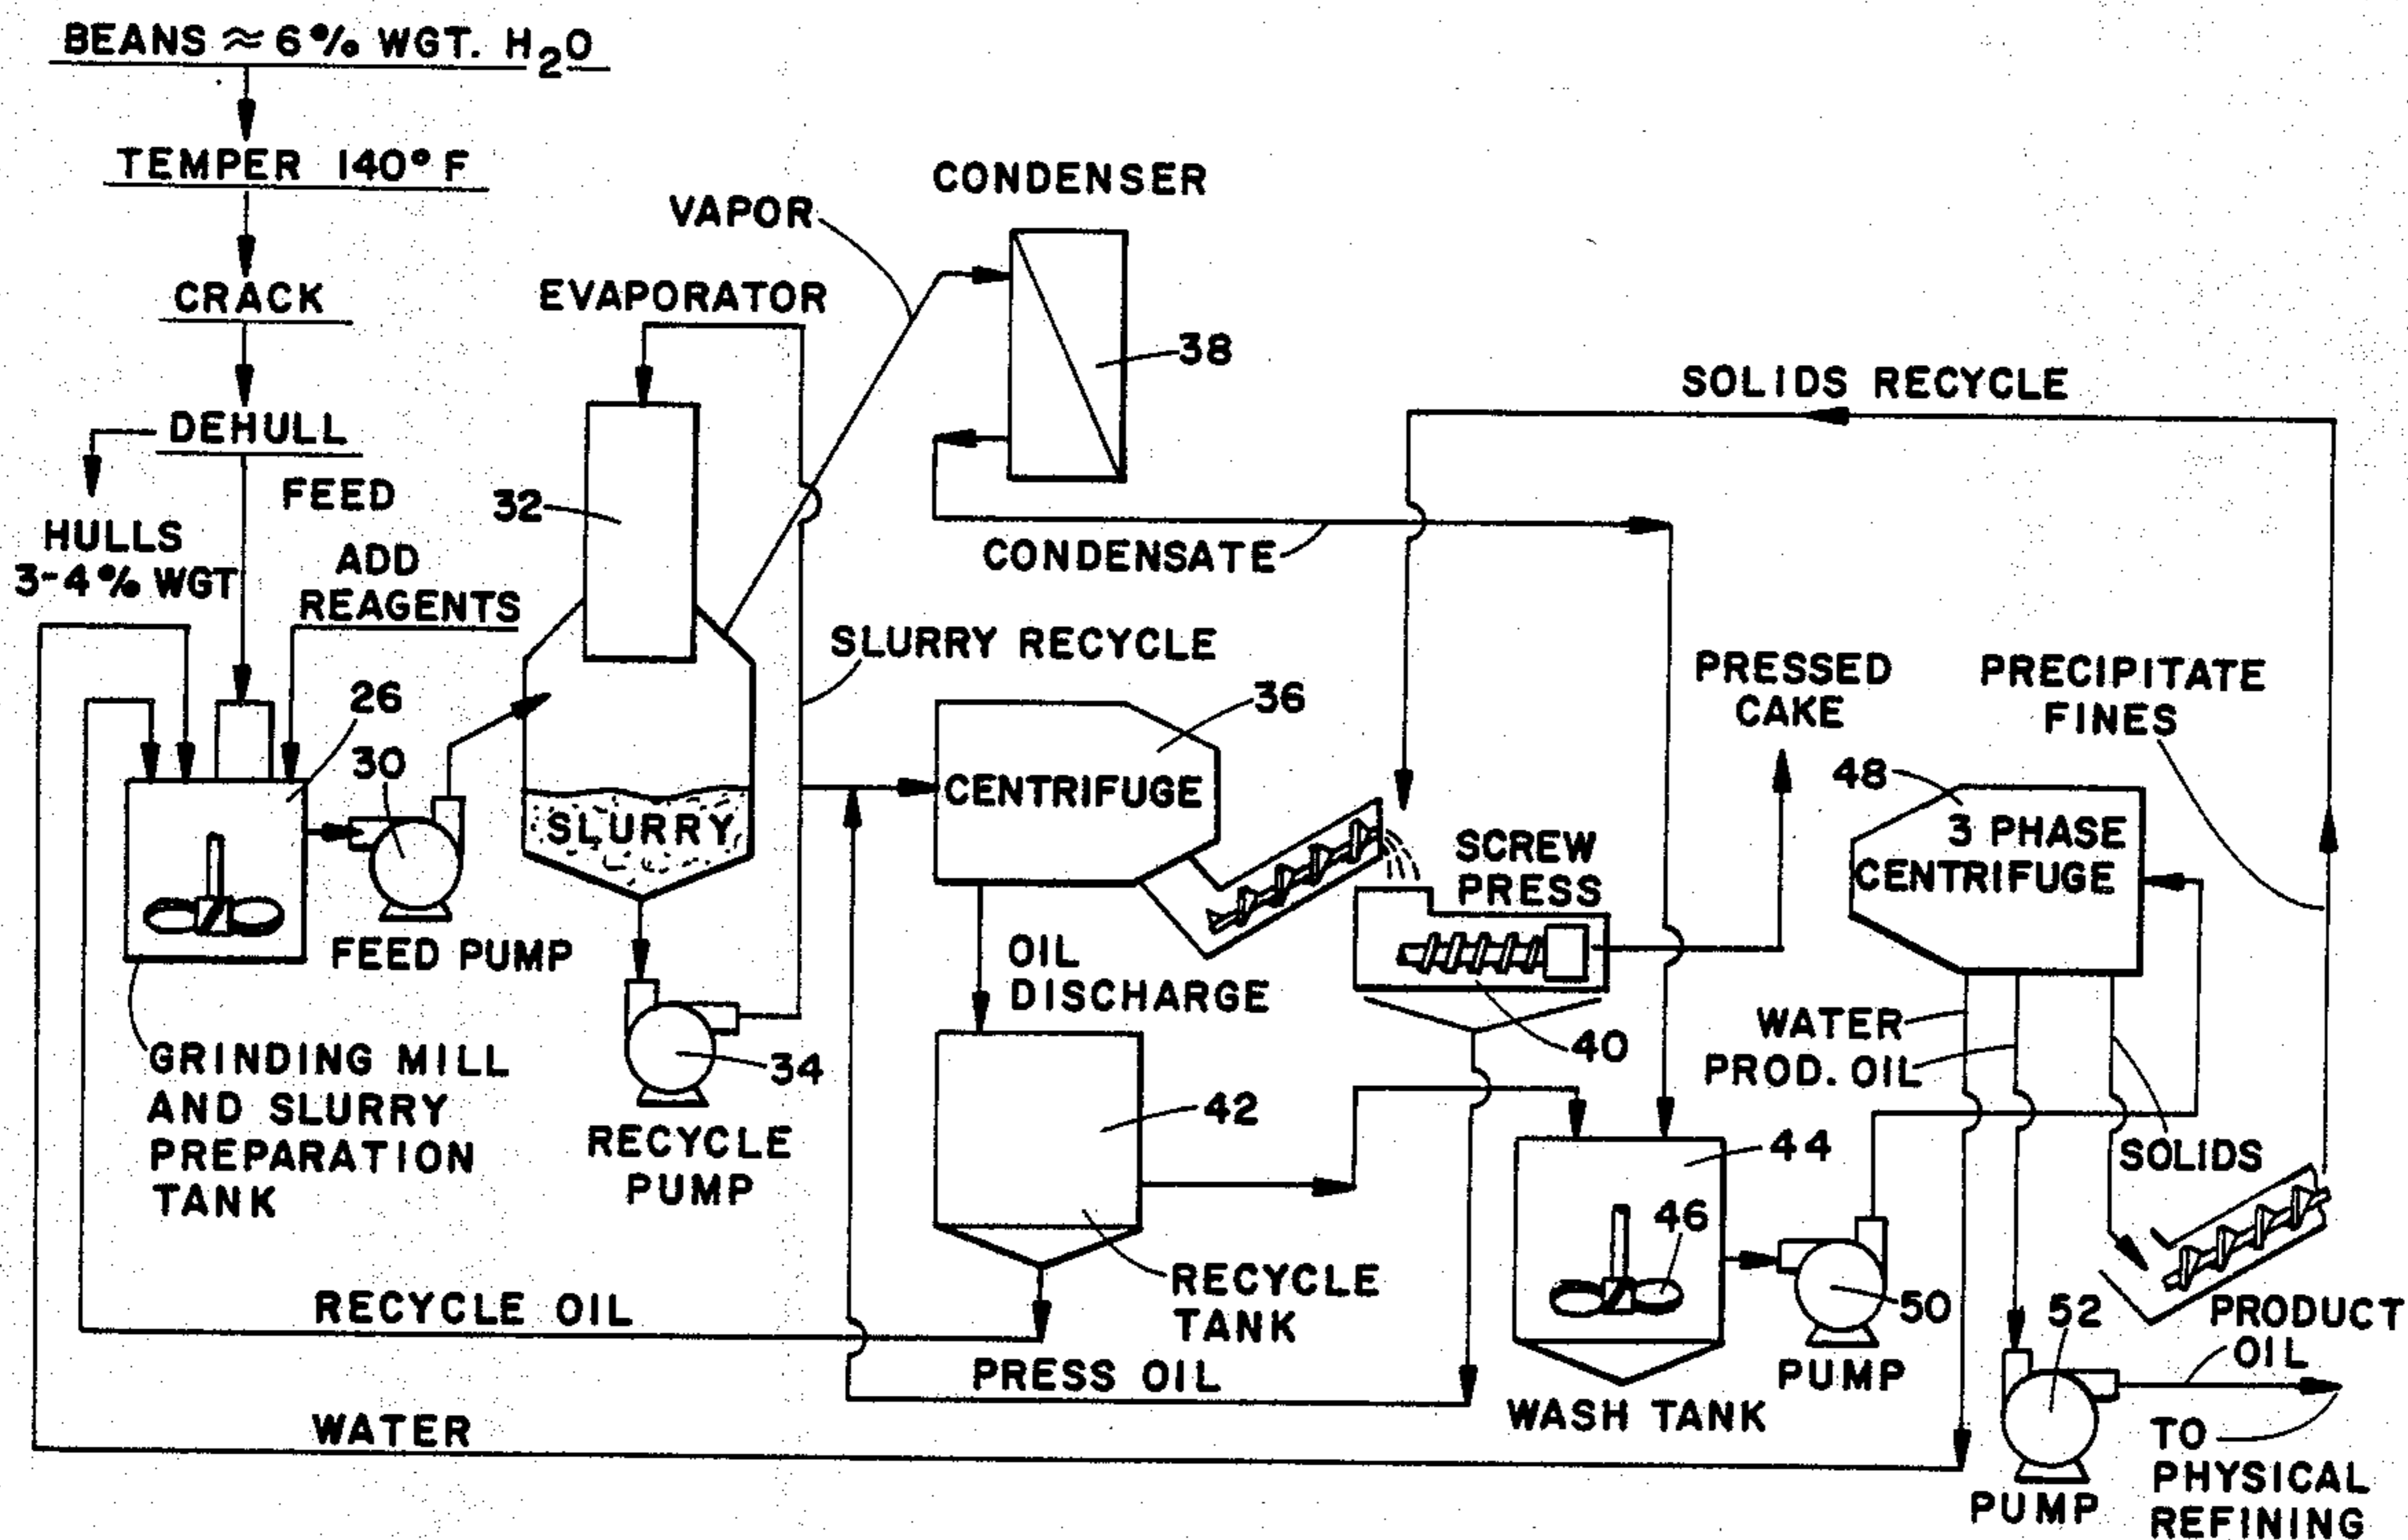 BEANS ≈ 6% WGT. H₂O
TEMPER 140° F
CRACK
DEHULL
FEED
HULLS
3-4% WGT
ADD
REAGENTS
26
30
FEED PUMP
GRINDING MILL
AND SLURRY
PREPARATION
TANK
EVAPORATOR
32
SLURRY
34
RECYCLE
PUMP
VAPOR
CONDENSER
38
CONDENSATE
SLURRY RECYCLE
36
CENTRIFUGE
OIL
DISCHARGE
42
RECYCLE
TANK
SCREW
PRESS
40
PRESSED
CAKE
SOLIDS RECYCLE
PRECIPITATE
FINES
48
3 PHASE
CENTRIFUGE
WATER
PROD. OIL
SOLIDS
44
46
WASH TANK
50
PUMP
52
PUMP
PRODUCT
OIL
TO
PHYSICAL
REFINING
RECYCLE OIL
PRESS OIL
WATER